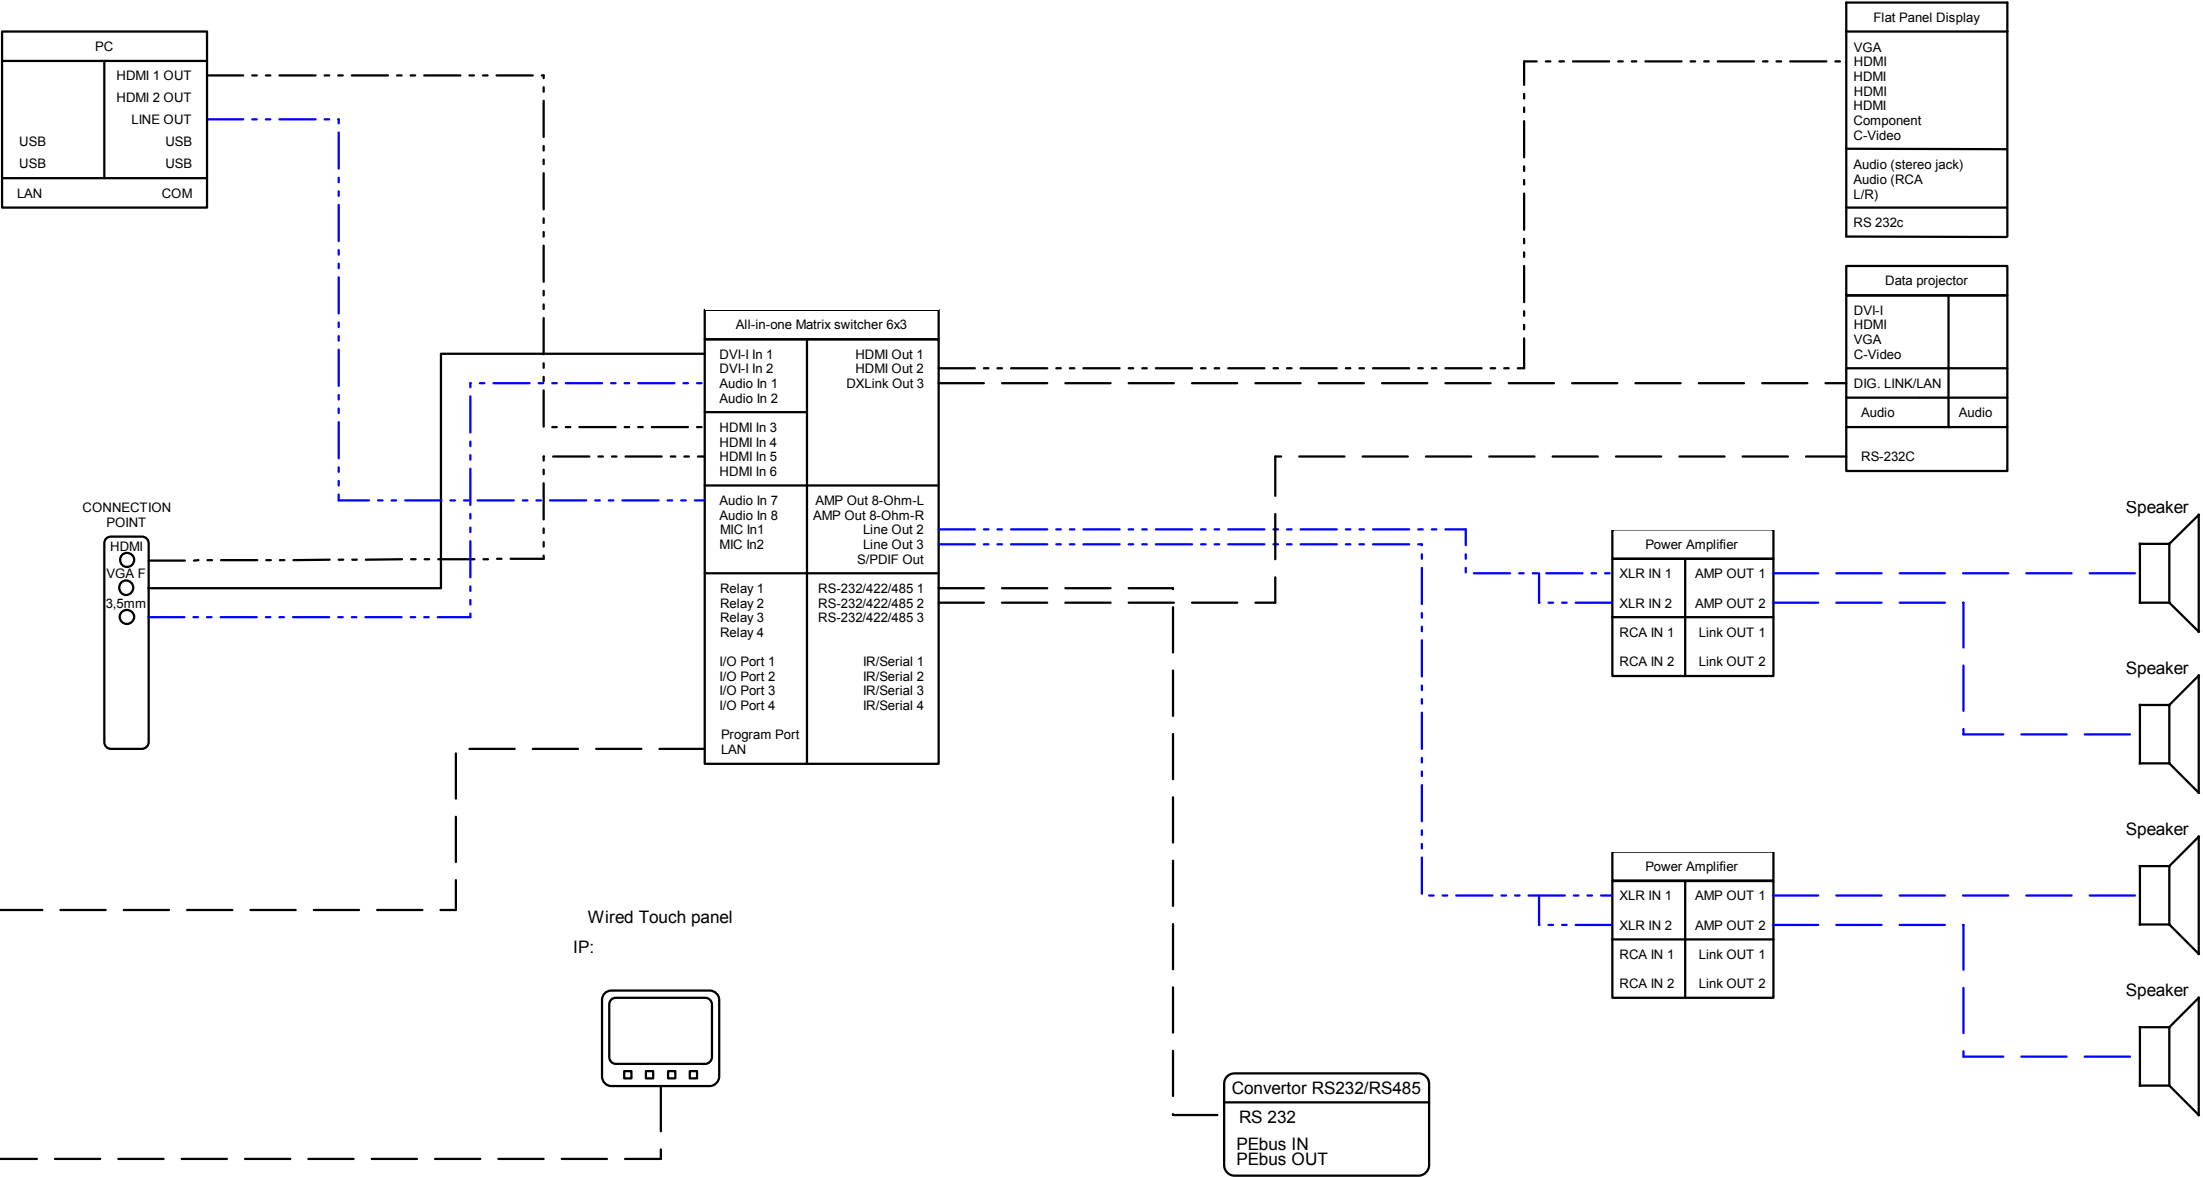 PC
HDMI 1 OUT
HDMI 2 OUT
LINE OUT
USB USB
USB USB
LAN COM
Flat Panel Display
VGA
HDMI
HDMI
HDMI
HDMI
Component
C-Video
Audio (stereo jack)
Audio (RCA
L/R)
RS 232c
Data projector
DVI-I
HDMI
VGA
C-Video
DIG. LINK/LAN
Audio Audio
RS-232C
All-in-one Matrix switcher 6x3
DVI-I In 1 HDMI Out 1
DVI-I In 2 HDMI Out 2
Audio In 1 DXLink Out 3
Audio In 2
HDMI In 3
HDMI In 4
HDMI In 5
HDMI In 6
Audio In 7 AMP Out 8-Ohm-L
Audio In 8 AMP Out 8-Ohm-R
MIC In1 Line Out 2
MIC In2 Line Out 3
S/PDIF Out
Relay 1 RS-232/422/485 1
Relay 2 RS-232/422/485 2
Relay 3 RS-232/422/485 3
Relay 4
I/O Port 1 IR/Serial 1
I/O Port 2 IR/Serial 2
I/O Port 3 IR/Serial 3
I/O Port 4 IR/Serial 4
Program Port
LAN
CONNECTION
POINT
HDMI
VGA F
3,5mm
Power Amplifier
XLR IN 1 AMP OUT 1
XLR IN 2 AMP OUT 2
RCA IN 1 Link OUT 1
RCA IN 2 Link OUT 2
Speaker
Speaker
Power Amplifier
XLR IN 1 AMP OUT 1
XLR IN 2 AMP OUT 2
RCA IN 1 Link OUT 1
RCA IN 2 Link OUT 2
Speaker
Speaker
Wired Touch panel
IP:
Convertor RS232/RS485
RS 232
PEbus IN
PEbus OUT